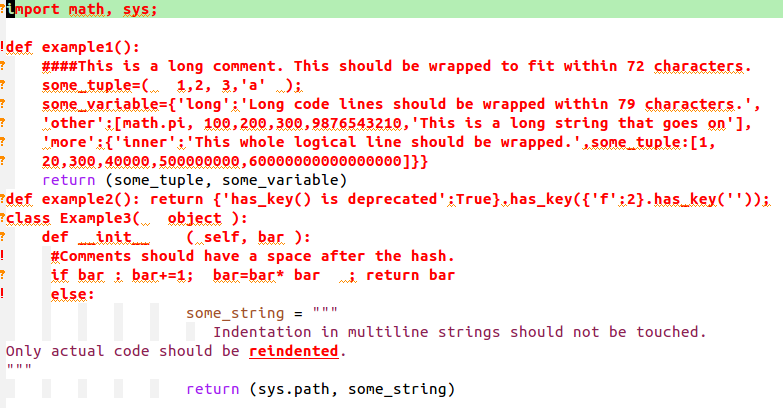 import math, sys;
!def example1():
?    ####This is a long comment. This should be wrapped to fit within 72 characters.
?    some_tuple=(   1,2, 3,'a'  );
?    some_variable={'long':'Long code lines should be wrapped within 79 characters.',
?    'other':[math.pi, 100,200,300,9876543210,'This is a long string that goes on'],
?    'more':{'inner':'This whole logical line should be wrapped.',some_tuple:[1,
?    20,300,40000,500000000,60000000000000000]}}
    return (some_tuple, some_variable)
?def example2(): return {'has_key() is deprecated':True}.has_key({'f':2}.has_key(''));
?class Example3(   object ):
?    def __init__    ( self, bar ):
!     #Comments should have a space after the hash.
?     if bar : bar+=1;  bar=bar* bar   ; return bar
!     else:
                    some_string = """
                       Indentation in multiline strings should not be touched.
Only actual code should be reindented.
"""
                    return (sys.path, some_string)